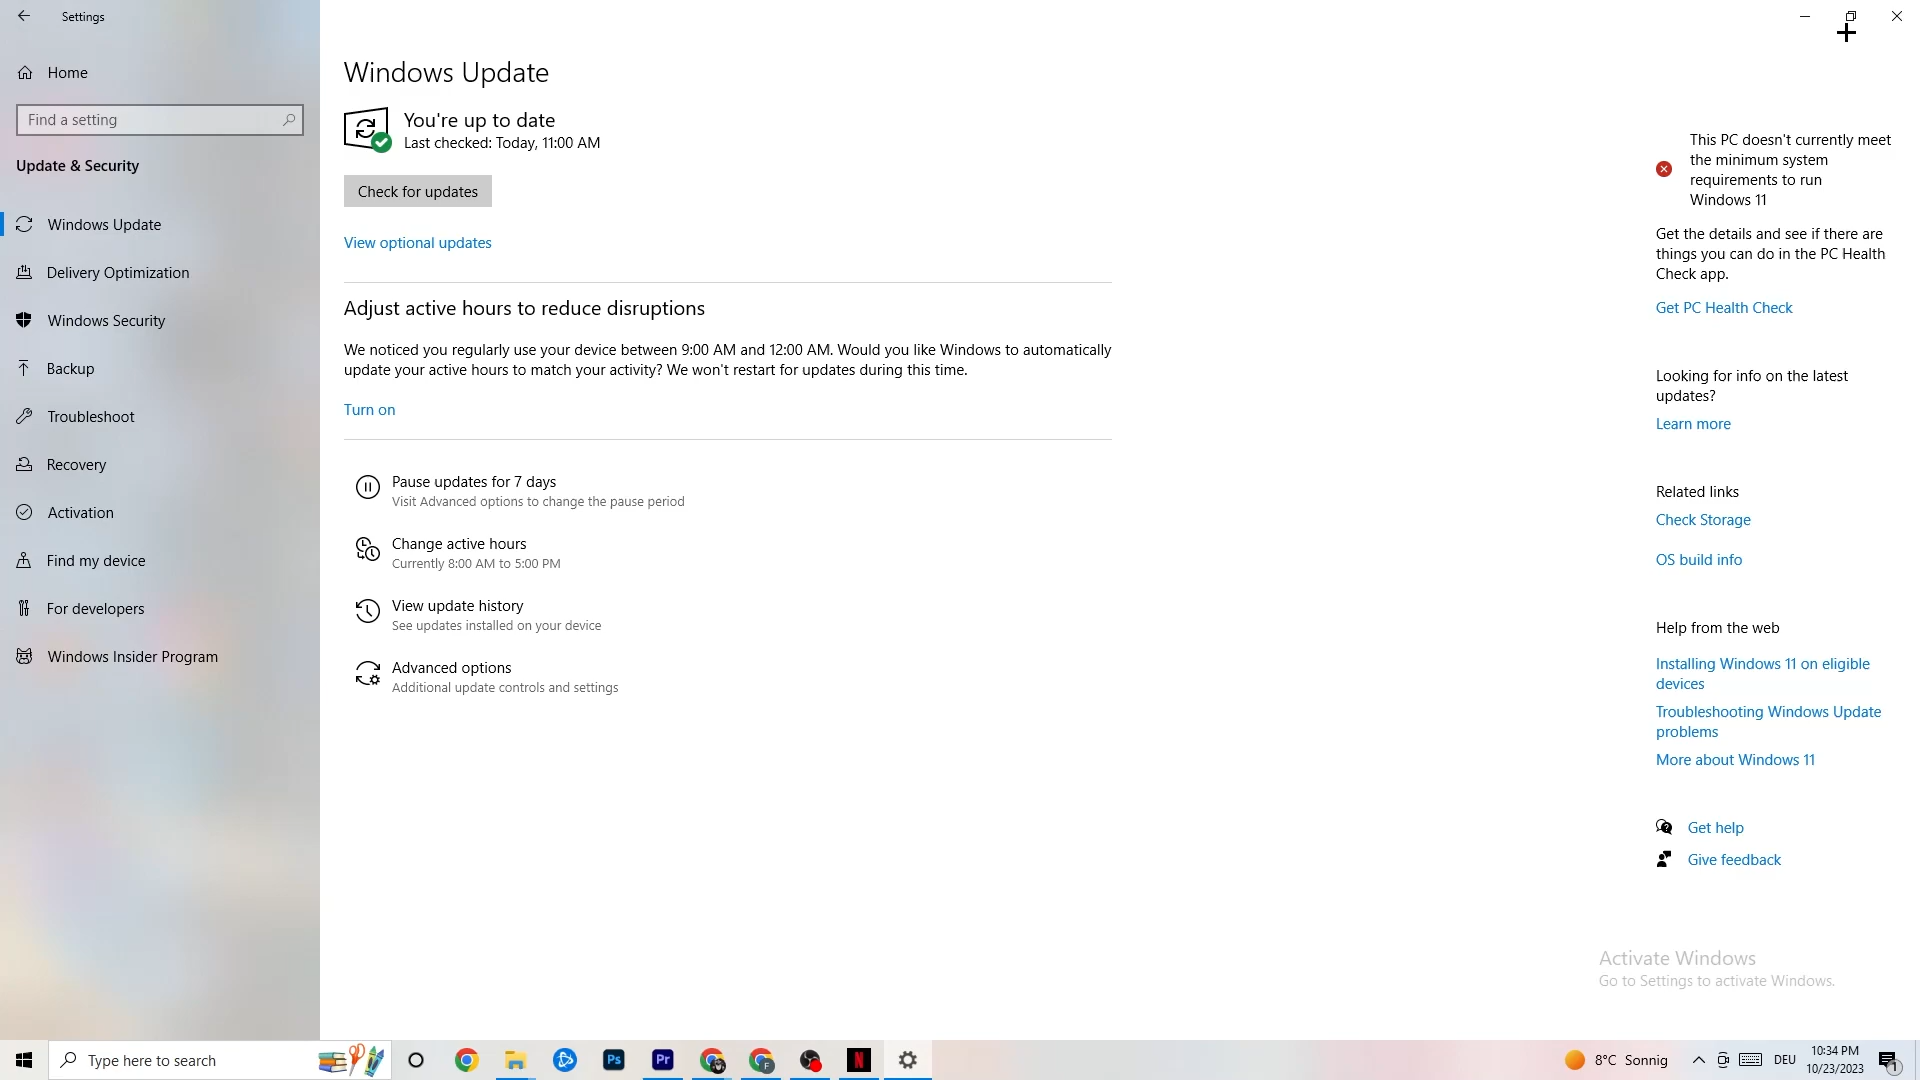 Settings
Home
Find a setting
Update & Security
Windows Update
Delivery Optimization
Windows Security
Backup
Troubleshoot
Recovery
Activation
Find my device
For developers
Windows Insider Program
Windows Update
You're up to date
Last checked: Today, 11:00 AM
Check for updates
View optional updates
Adjust active hours to reduce disruptions
We noticed you regularly use your device between 9:00 AM and 12:00 AM. Would you like Windows to automatically
update your active hours to match your activity? We won't restart for updates during this time.
Turn on
Pause updates for 7 days
Visit Advanced options to change the pause period
Change active hours
Currently 8:00 AM to 5:00 PM
View update history
See updates installed on your device
Advanced options
Additional update controls and settings
This PC doesn't currently meet
the minimum system
requirements to run
Windows 11
Get the details and see if there are
things you can do in the PC Health
Check app.
Get PC Health Check
Looking for info on the latest
updates?
Learn more
Related links
Check Storage
OS build info
Help from the web
Installing Windows 11 on eligible
devices
Troubleshooting Windows Update
problems
More about Windows 11
Get help
Give feedback
Activate Windows
Go to Settings to activate Windows.
Type here to search
Ps
Pr
F
N
8°C Sonnig
DEU
10:34 PM
10/23/2023
1